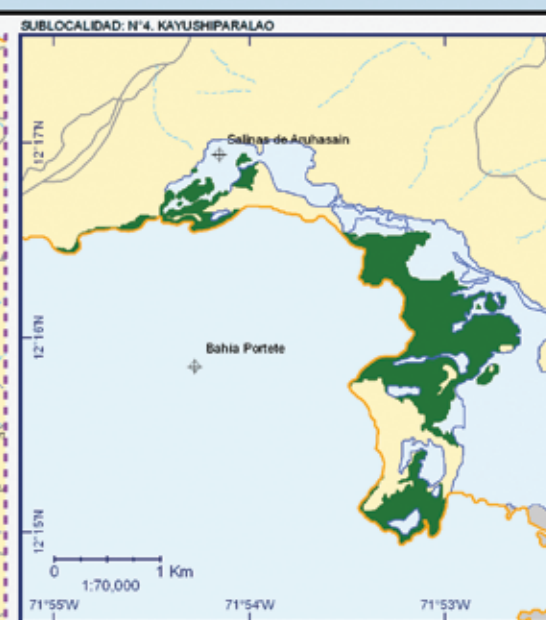 SUBLOCALIDAD: N°4. KAYUSHIPARALAO
12°17'N
Salinas de Aruhasain
12°16'N
Bahía Portete
12°15'N
0 1 Km
1:70,000
71°55'W 71°54'W 71°53'W